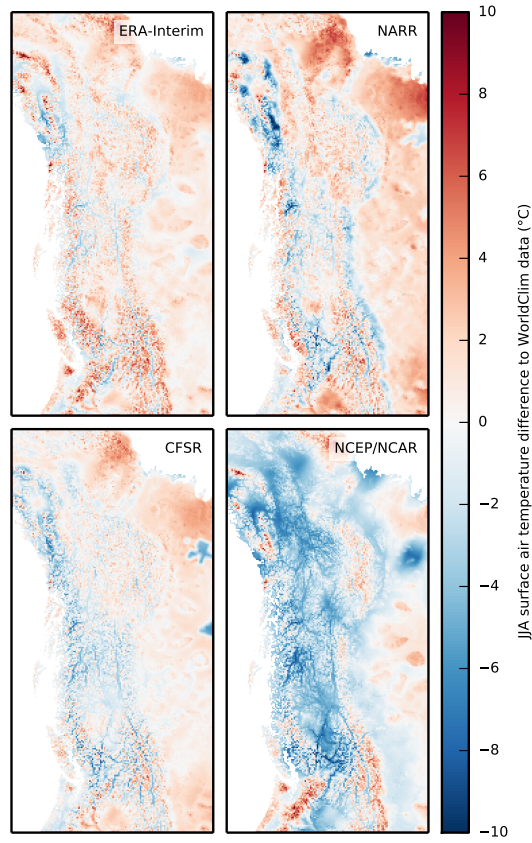 ERA-Interim
NARR
CFSR
NCEP/NCAR
10
8
6
4
2
0
−2
−4
−6
−8
−10
JJA surface air temperature difference to WorldClim data (°C)